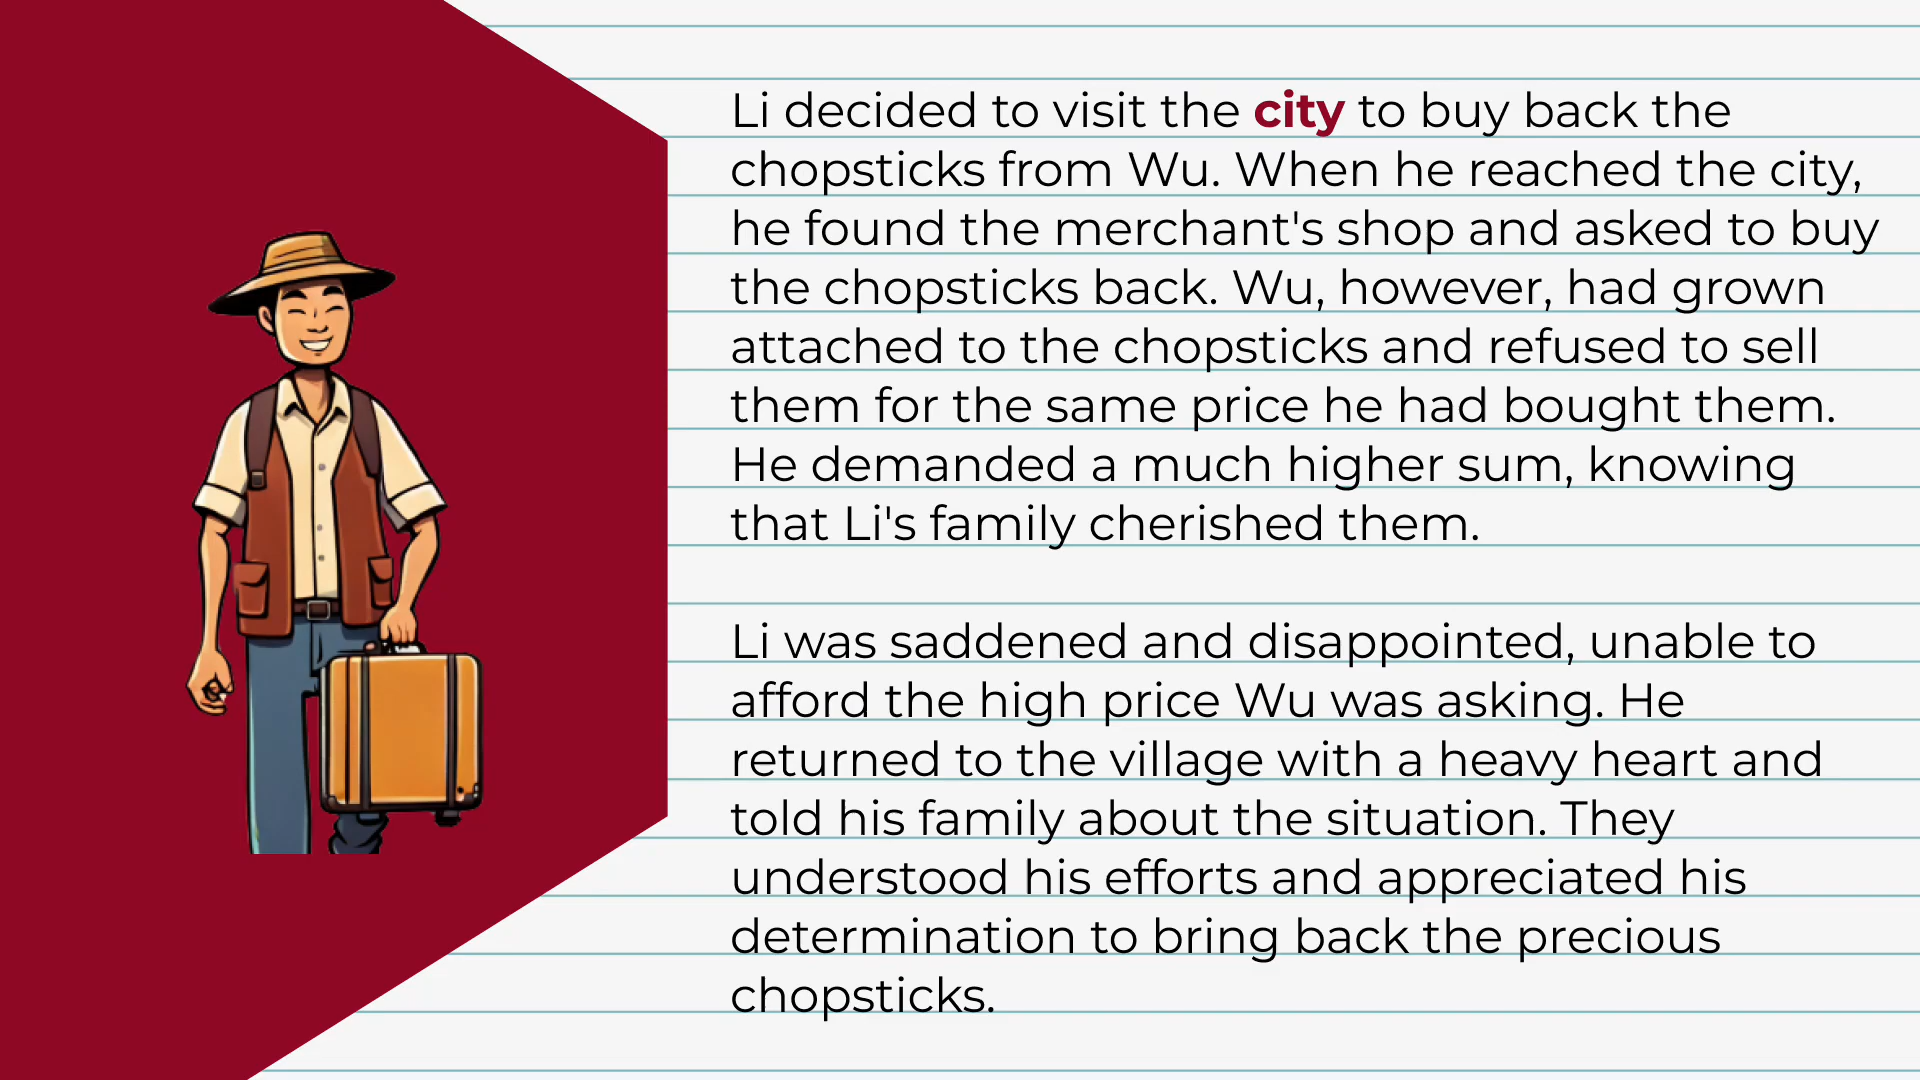 Li decided to visit the city to buy back the
chopsticks from Wu. When he reached the city,
he found the merchant's shop and asked to buy
the chopsticks back. Wu, however, had grown
attached to the chopsticks and refused to sell
them for the same price he had bought them.
He demanded a much higher sum, knowing
that Li's family cherished them.
Li was saddened and disappointed, unable to
afford the high price Wu was asking. He
returned to the village with a heavy heart and
told his family about the situation. They
understood his efforts and appreciated his
determination to bring back the precious
chopsticks.